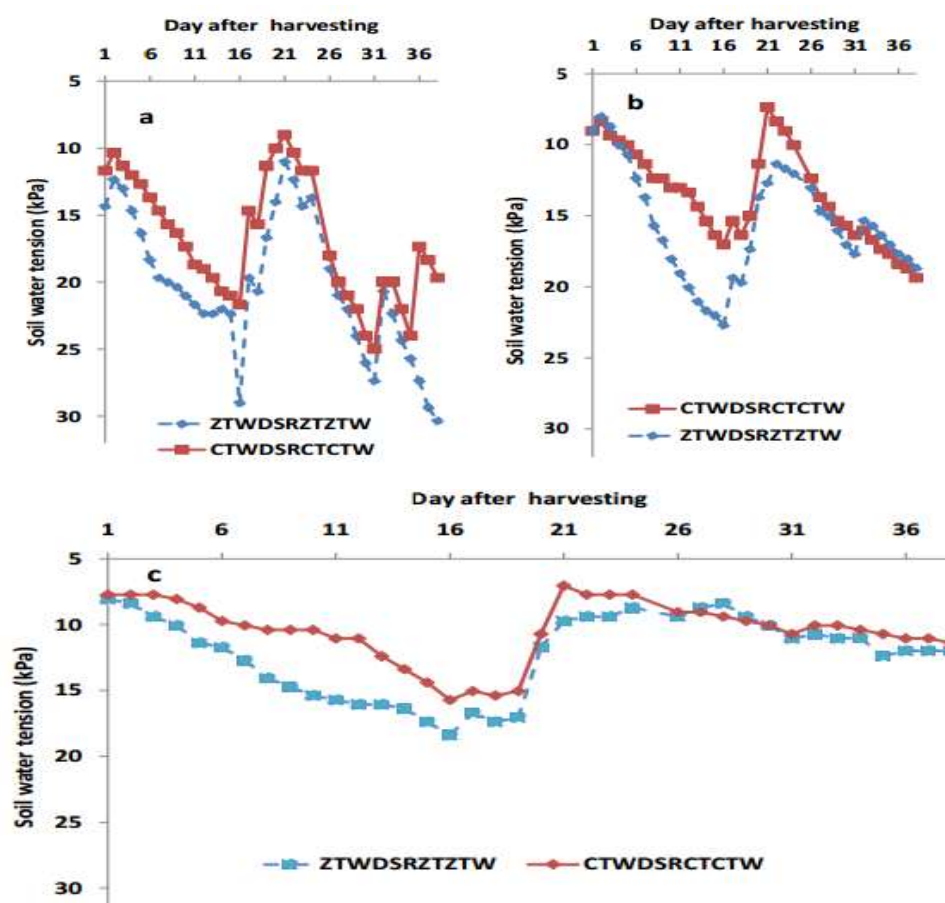 Day after harvesting
1 6 11 16 21 26 31 36
5
10
15
20
25
30
Soil water tension (kPa)
a
ZTWDSRZTZTW
CTWDSRCTCTW
Day after harvesting
1 6 11 16 21 26 31 36
5
10
15
20
25
30
Soil water tension (kPa)
b
CTWDSRCTCTW
ZTWDSRZTZTW
Day after harvesting
1 6 11 16 21 26 31 36
5
10
15
20
25
30
Soil water tension (kPa)
c
ZTWDSRZTZTW CTWDSRCTCTW